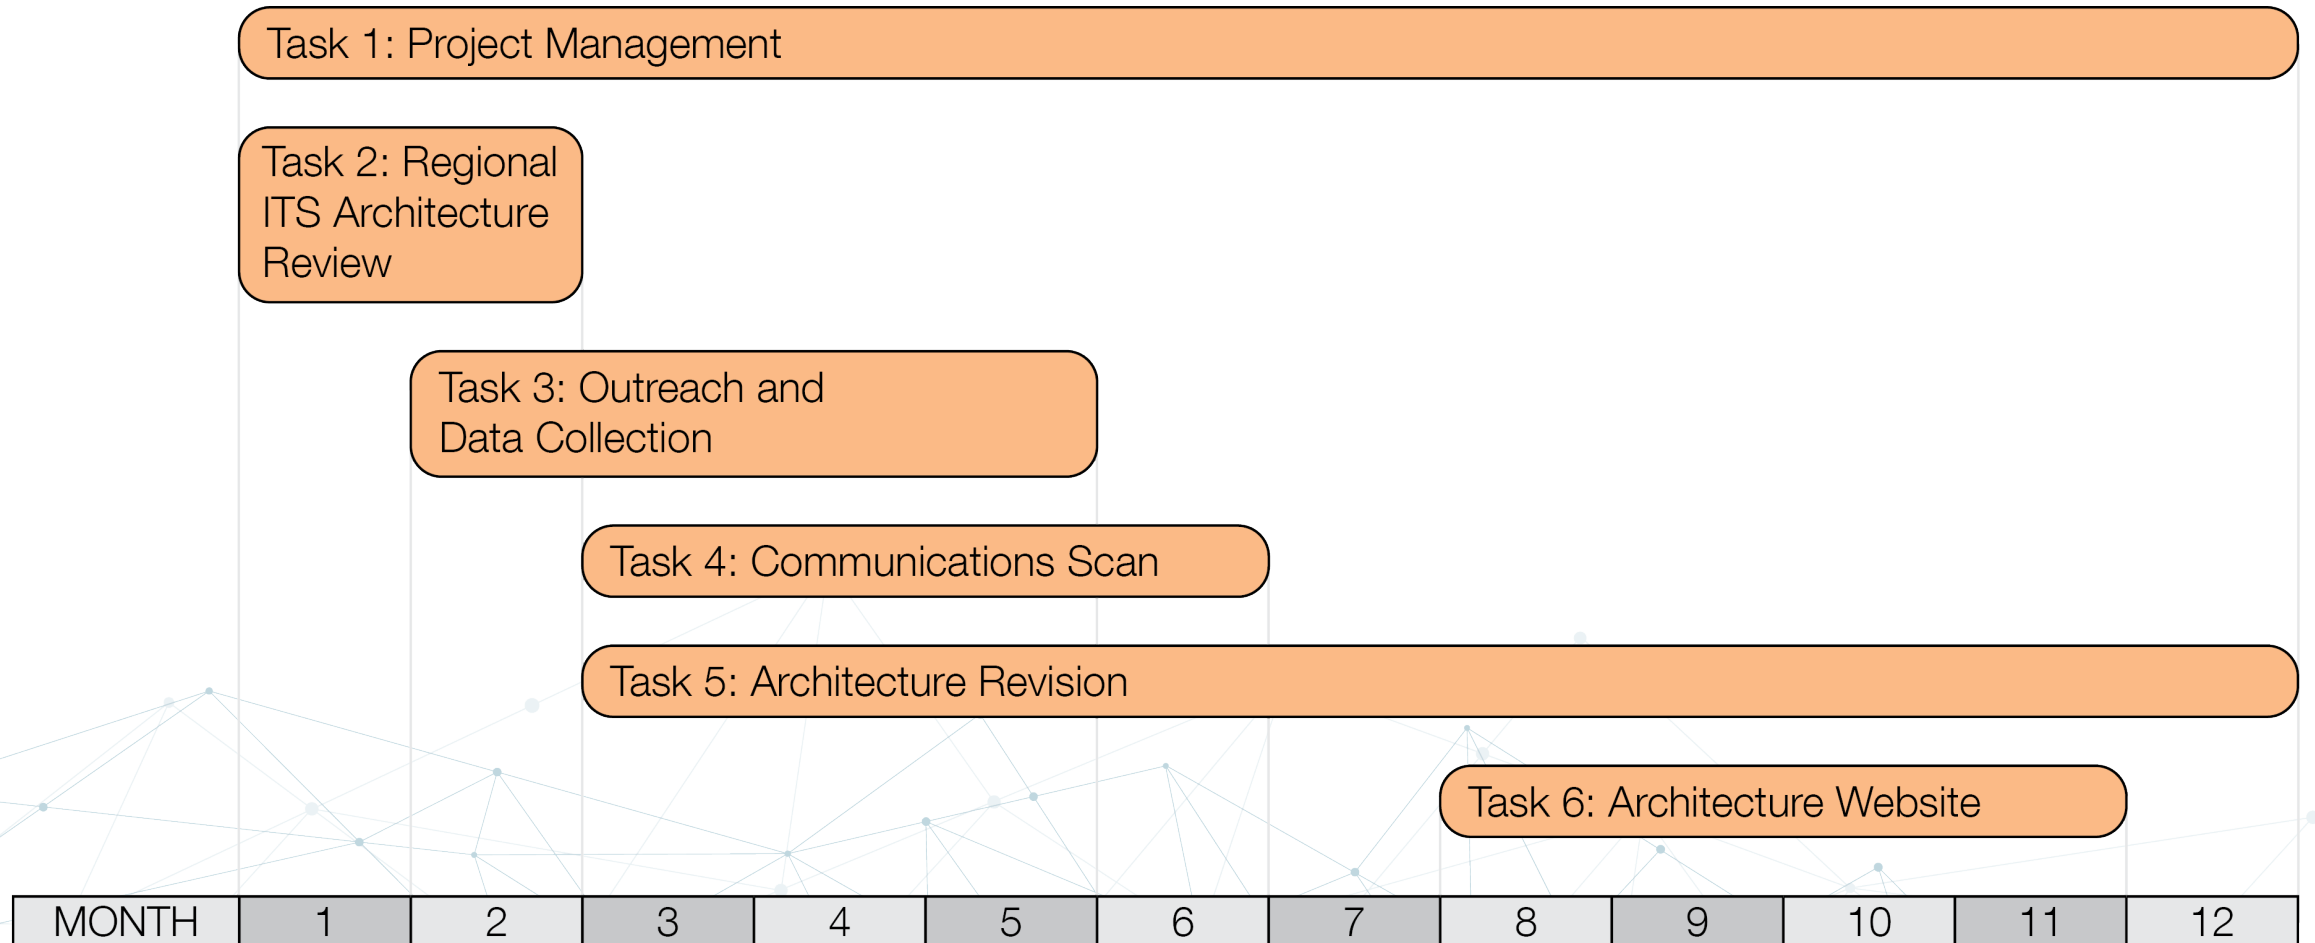 Task 1: Project Management
Task 2: Regional
ITS Architecture
Review
Task 3: Outreach and
Data Collection
Task 4: Communications Scan
Task 5: Architecture Revision
Task 6: Architecture Website
MONTH 1 2 3 4 5 6 7 8 9 10 11 12